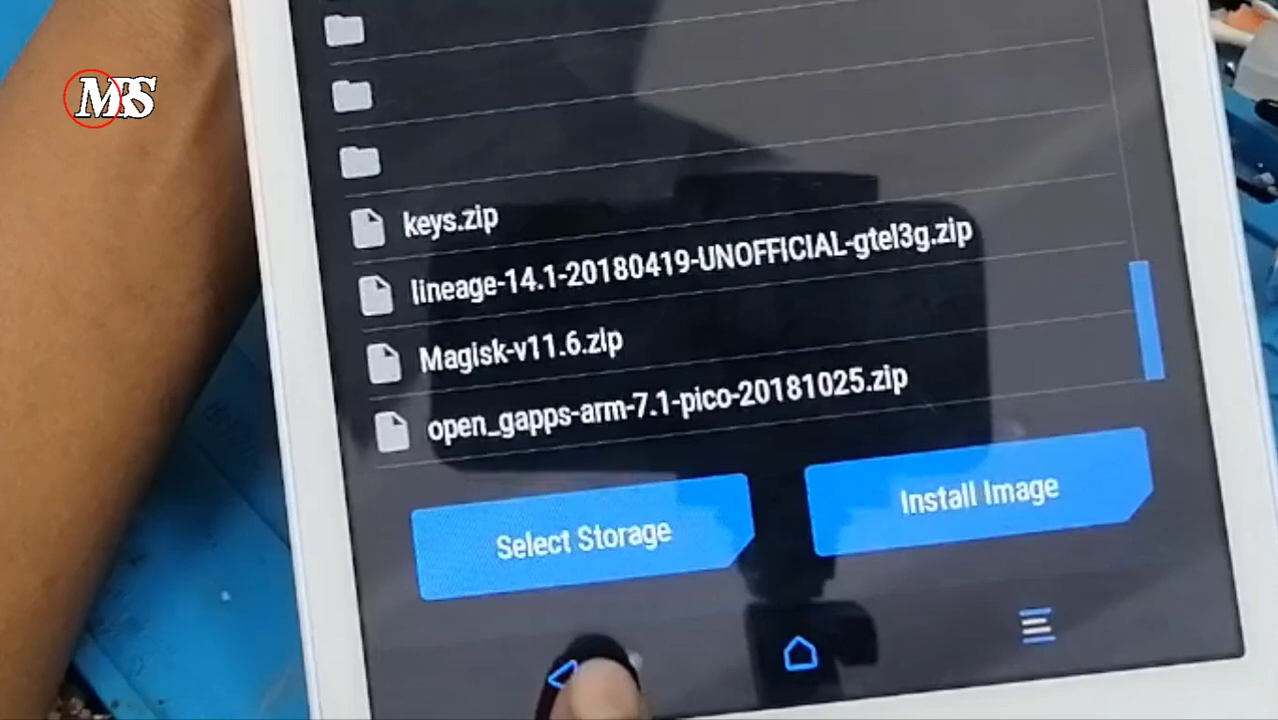 MRS
keys.zip
lineage-14.1-20180419-UNOFFICIAL-gtel3g.zip
Magisk-v11.6.zip
open_gapps-arm-7.1-pico-20181025.zip
Select Storage
Install Image